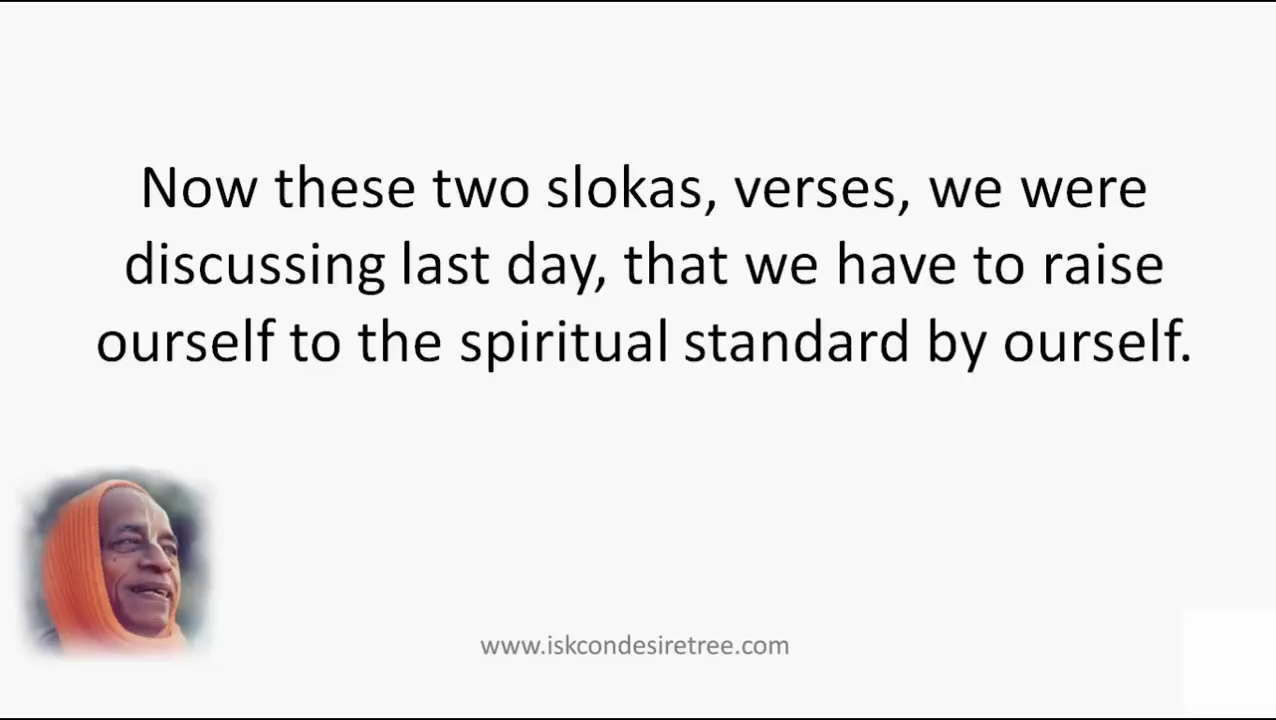 Now these two slokas, verses, we were
discussing last day, that we have to raise
ourself to the spiritual standard by ourself.
www.iskcondesiretree.com